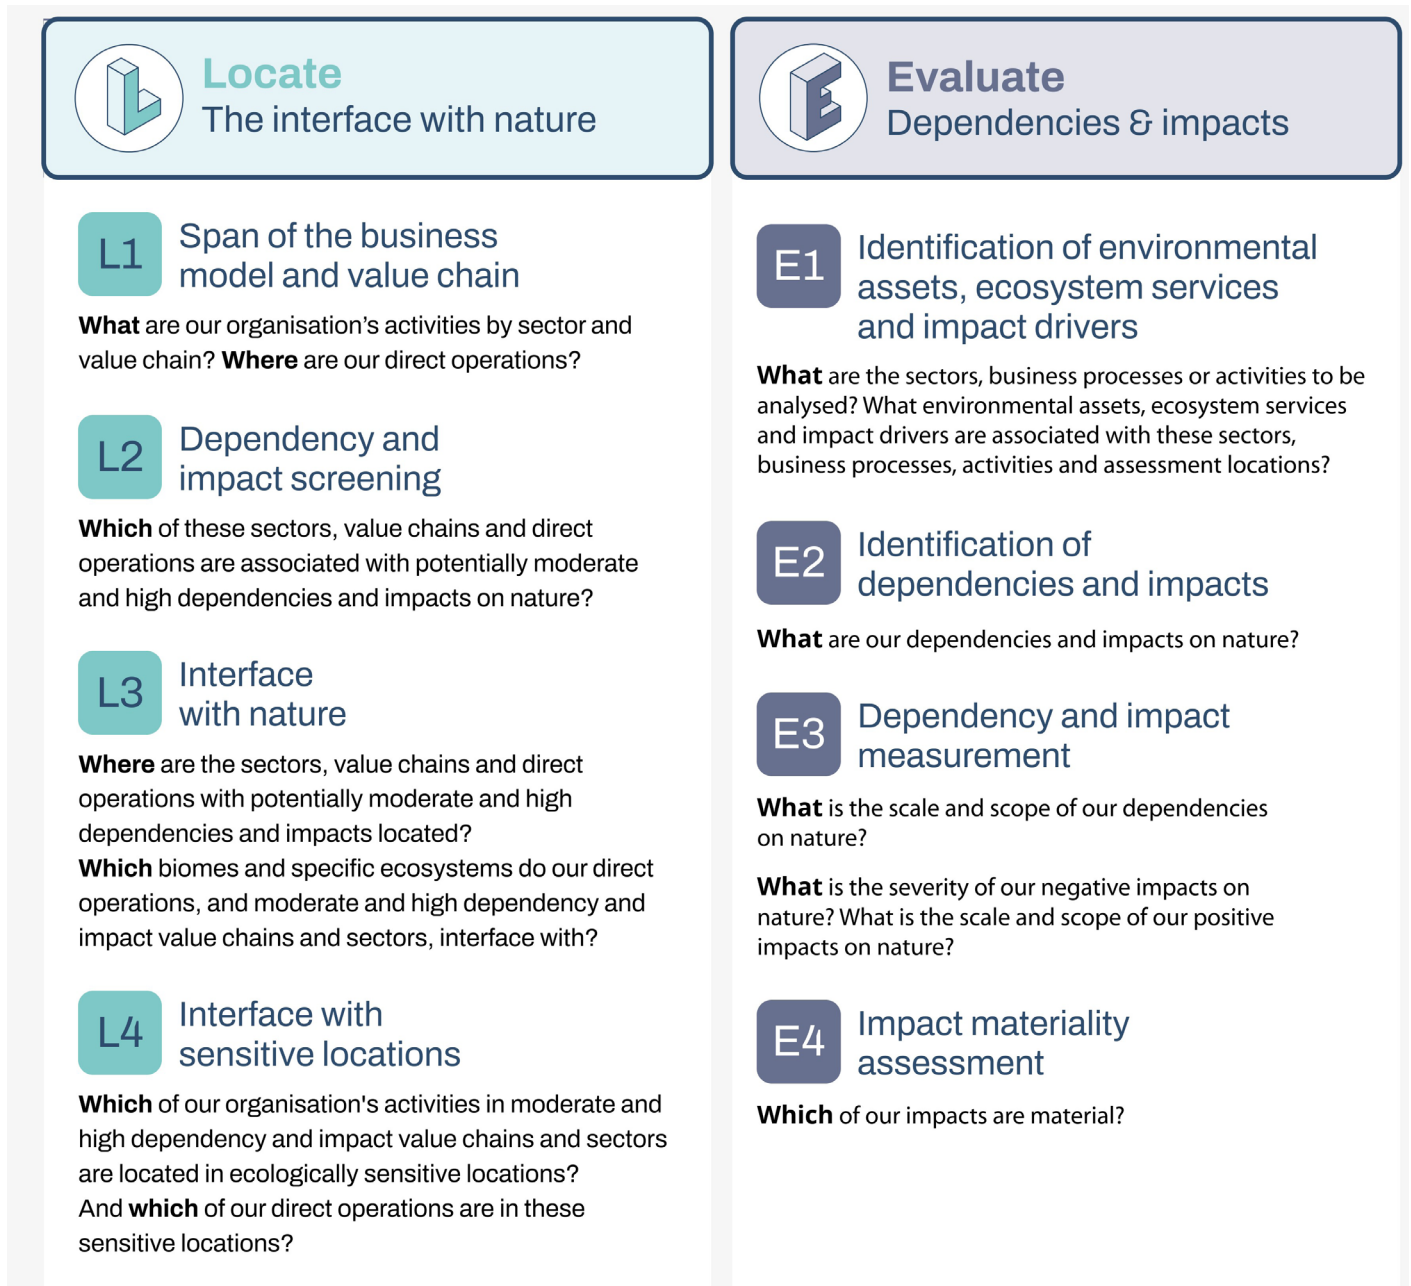 Locate
The interface with nature
L1
Span of the business
model and value chain
What are our organisation’s activities by sector and
value chain? Where are our direct operations?
L2
Dependency and
impact screening
Which of these sectors, value chains and direct
operations are associated with potentially moderate
and high dependencies and impacts on nature?
L3
Interface
with nature
Where are the sectors, value chains and direct
operations with potentially moderate and high
dependencies and impacts located?
Which biomes and specific ecosystems do our direct
operations, and moderate and high dependency and
impact value chains and sectors, interface with?
L4
Interface with
sensitive locations
Which of our organisation's activities in moderate and
high dependency and impact value chains and sectors
are located in ecologically sensitive locations?
And which of our direct operations are in these
sensitive locations?
Evaluate
Dependencies & impacts
E1
Identification of environmental
assets, ecosystem services
and impact drivers
What are the sectors, business processes or activities to be
analysed? What environmental assets, ecosystem services
and impact drivers are associated with these sectors,
business processes, activities and assessment locations?
E2
Identification of
dependencies and impacts
What are our dependencies and impacts on nature?
E3
Dependency and impact
measurement
What is the scale and scope of our dependencies
on nature?
What is the severity of our negative impacts on
nature? What is the scale and scope of our positive
impacts on nature?
E4
Impact materiality
assessment
Which of our impacts are material?